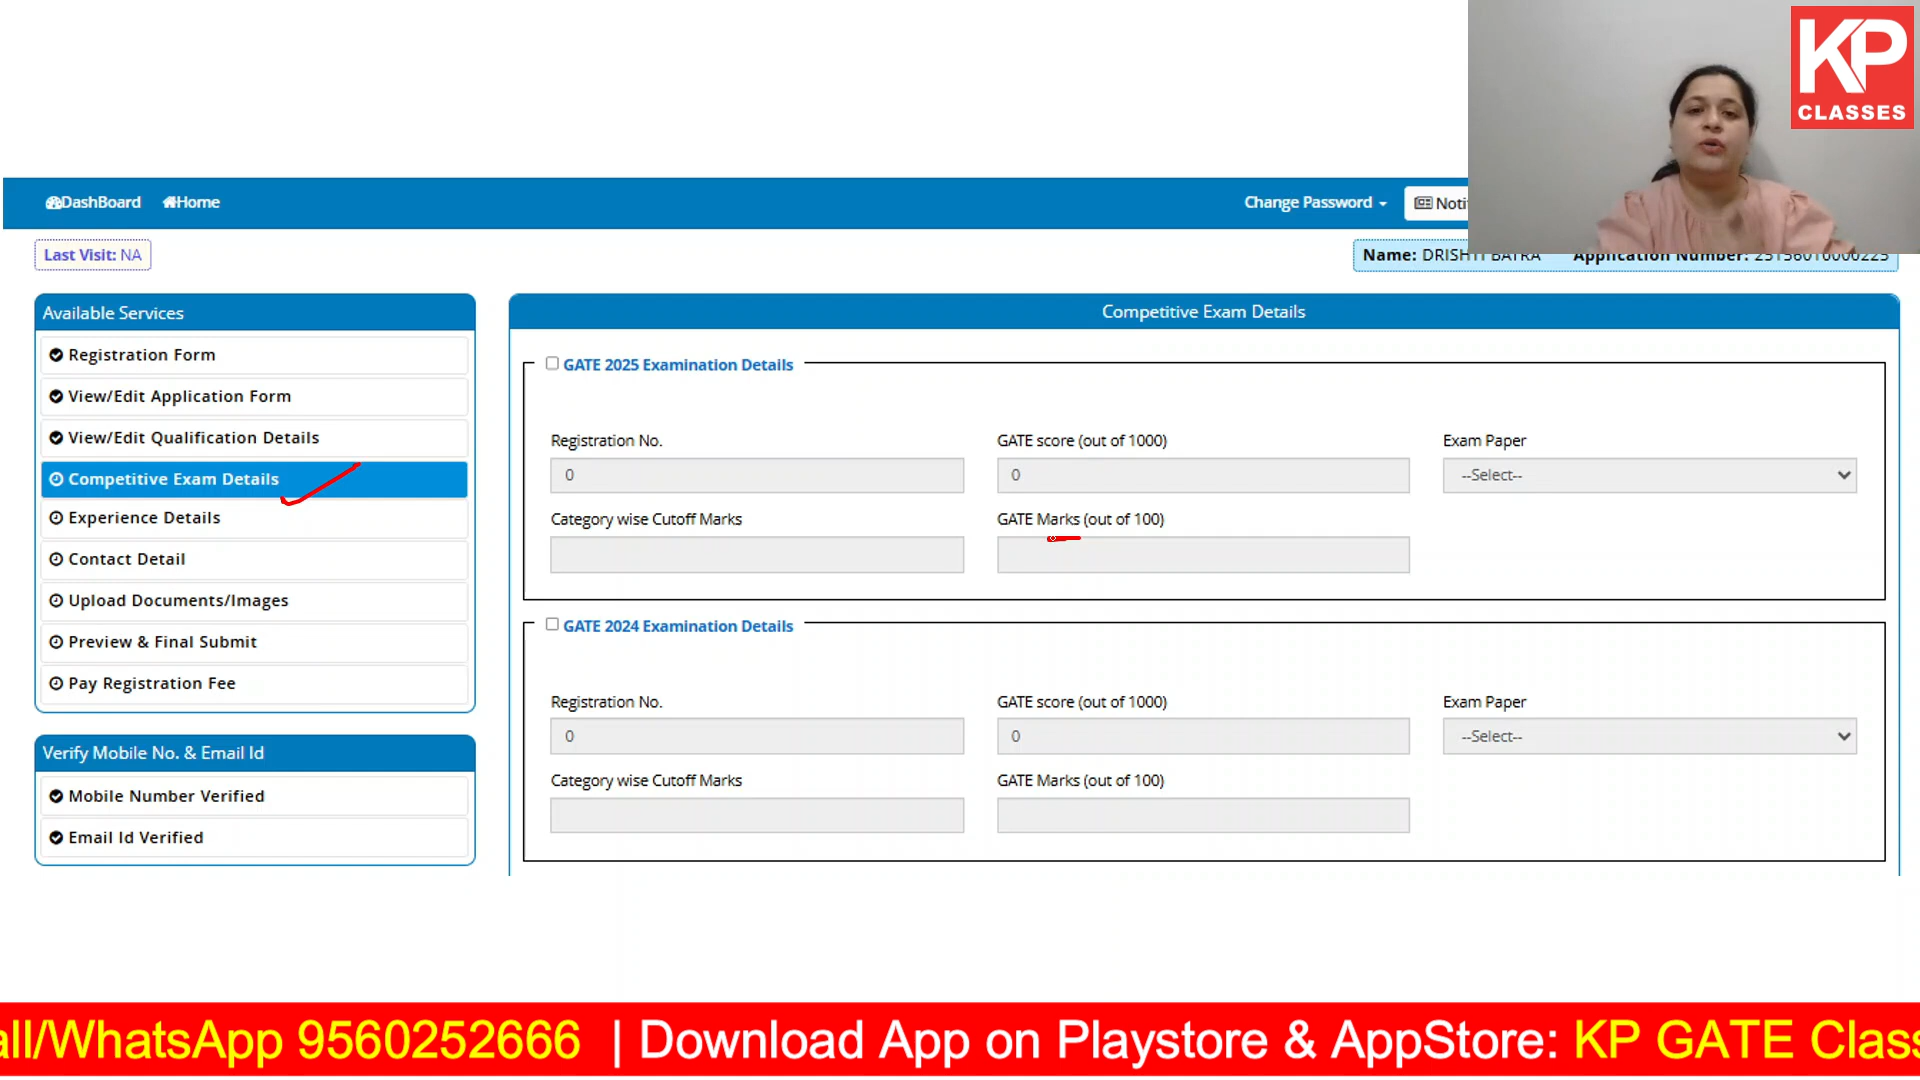 KP
CLASSES
DashBoard Home Change Password Noti
Last Visit: NA
Name: DRISHTI BATRA Application Number: 25156010000225
Available Services
Registration Form
View/Edit Application Form
View/Edit Qualification Details
Competitive Exam Details
Experience Details
Contact Detail
Upload Documents/Images
Preview & Final Submit
Pay Registration Fee
Verify Mobile No. & Email Id
Mobile Number Verified
Email Id Verified
Competitive Exam Details
GATE 2025 Examination Details
Registration No. GATE score (out of 1000) Exam Paper
0 0 --Select--
Category wise Cutoff Marks GATE Marks (out of 100)
GATE 2024 Examination Details
Registration No. GATE score (out of 1000) Exam Paper
0 0 --Select--
Category wise Cutoff Marks GATE Marks (out of 100)
all/WhatsApp 9560252666 | Download App on Playstore & AppStore: KP GATE Class